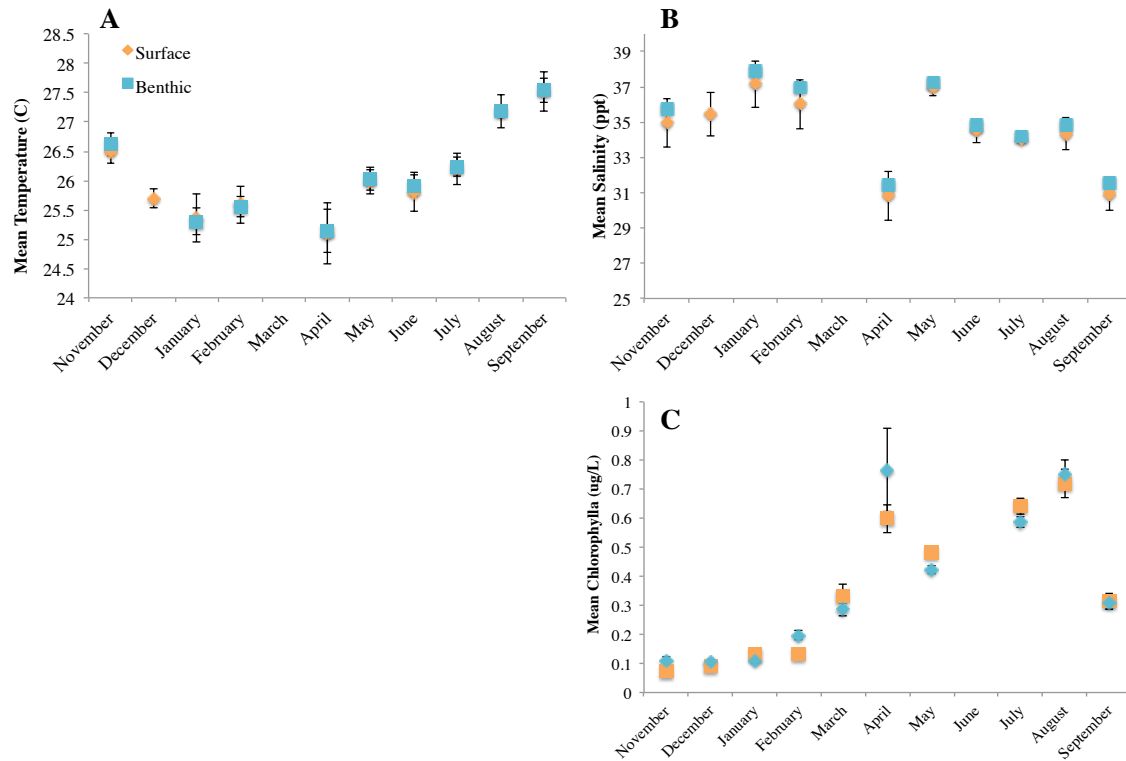 A
Mean Temperature (C)
28.5
28
27.5
27
26.5
26
25.5
25
24.5
24
Surface
Benthic
November
December
January
February
March
April
May
June
July
August
September
B
Mean Salinity (ppt)
39
37
35
33
31
29
27
25
November
December
January
February
March
April
May
June
July
August
September
C
Mean Chlorophylla (ug/L)
1
0.9
0.8
0.7
0.6
0.5
0.4
0.3
0.2
0.1
0
November
December
January
February
March
April
May
June
July
August
September